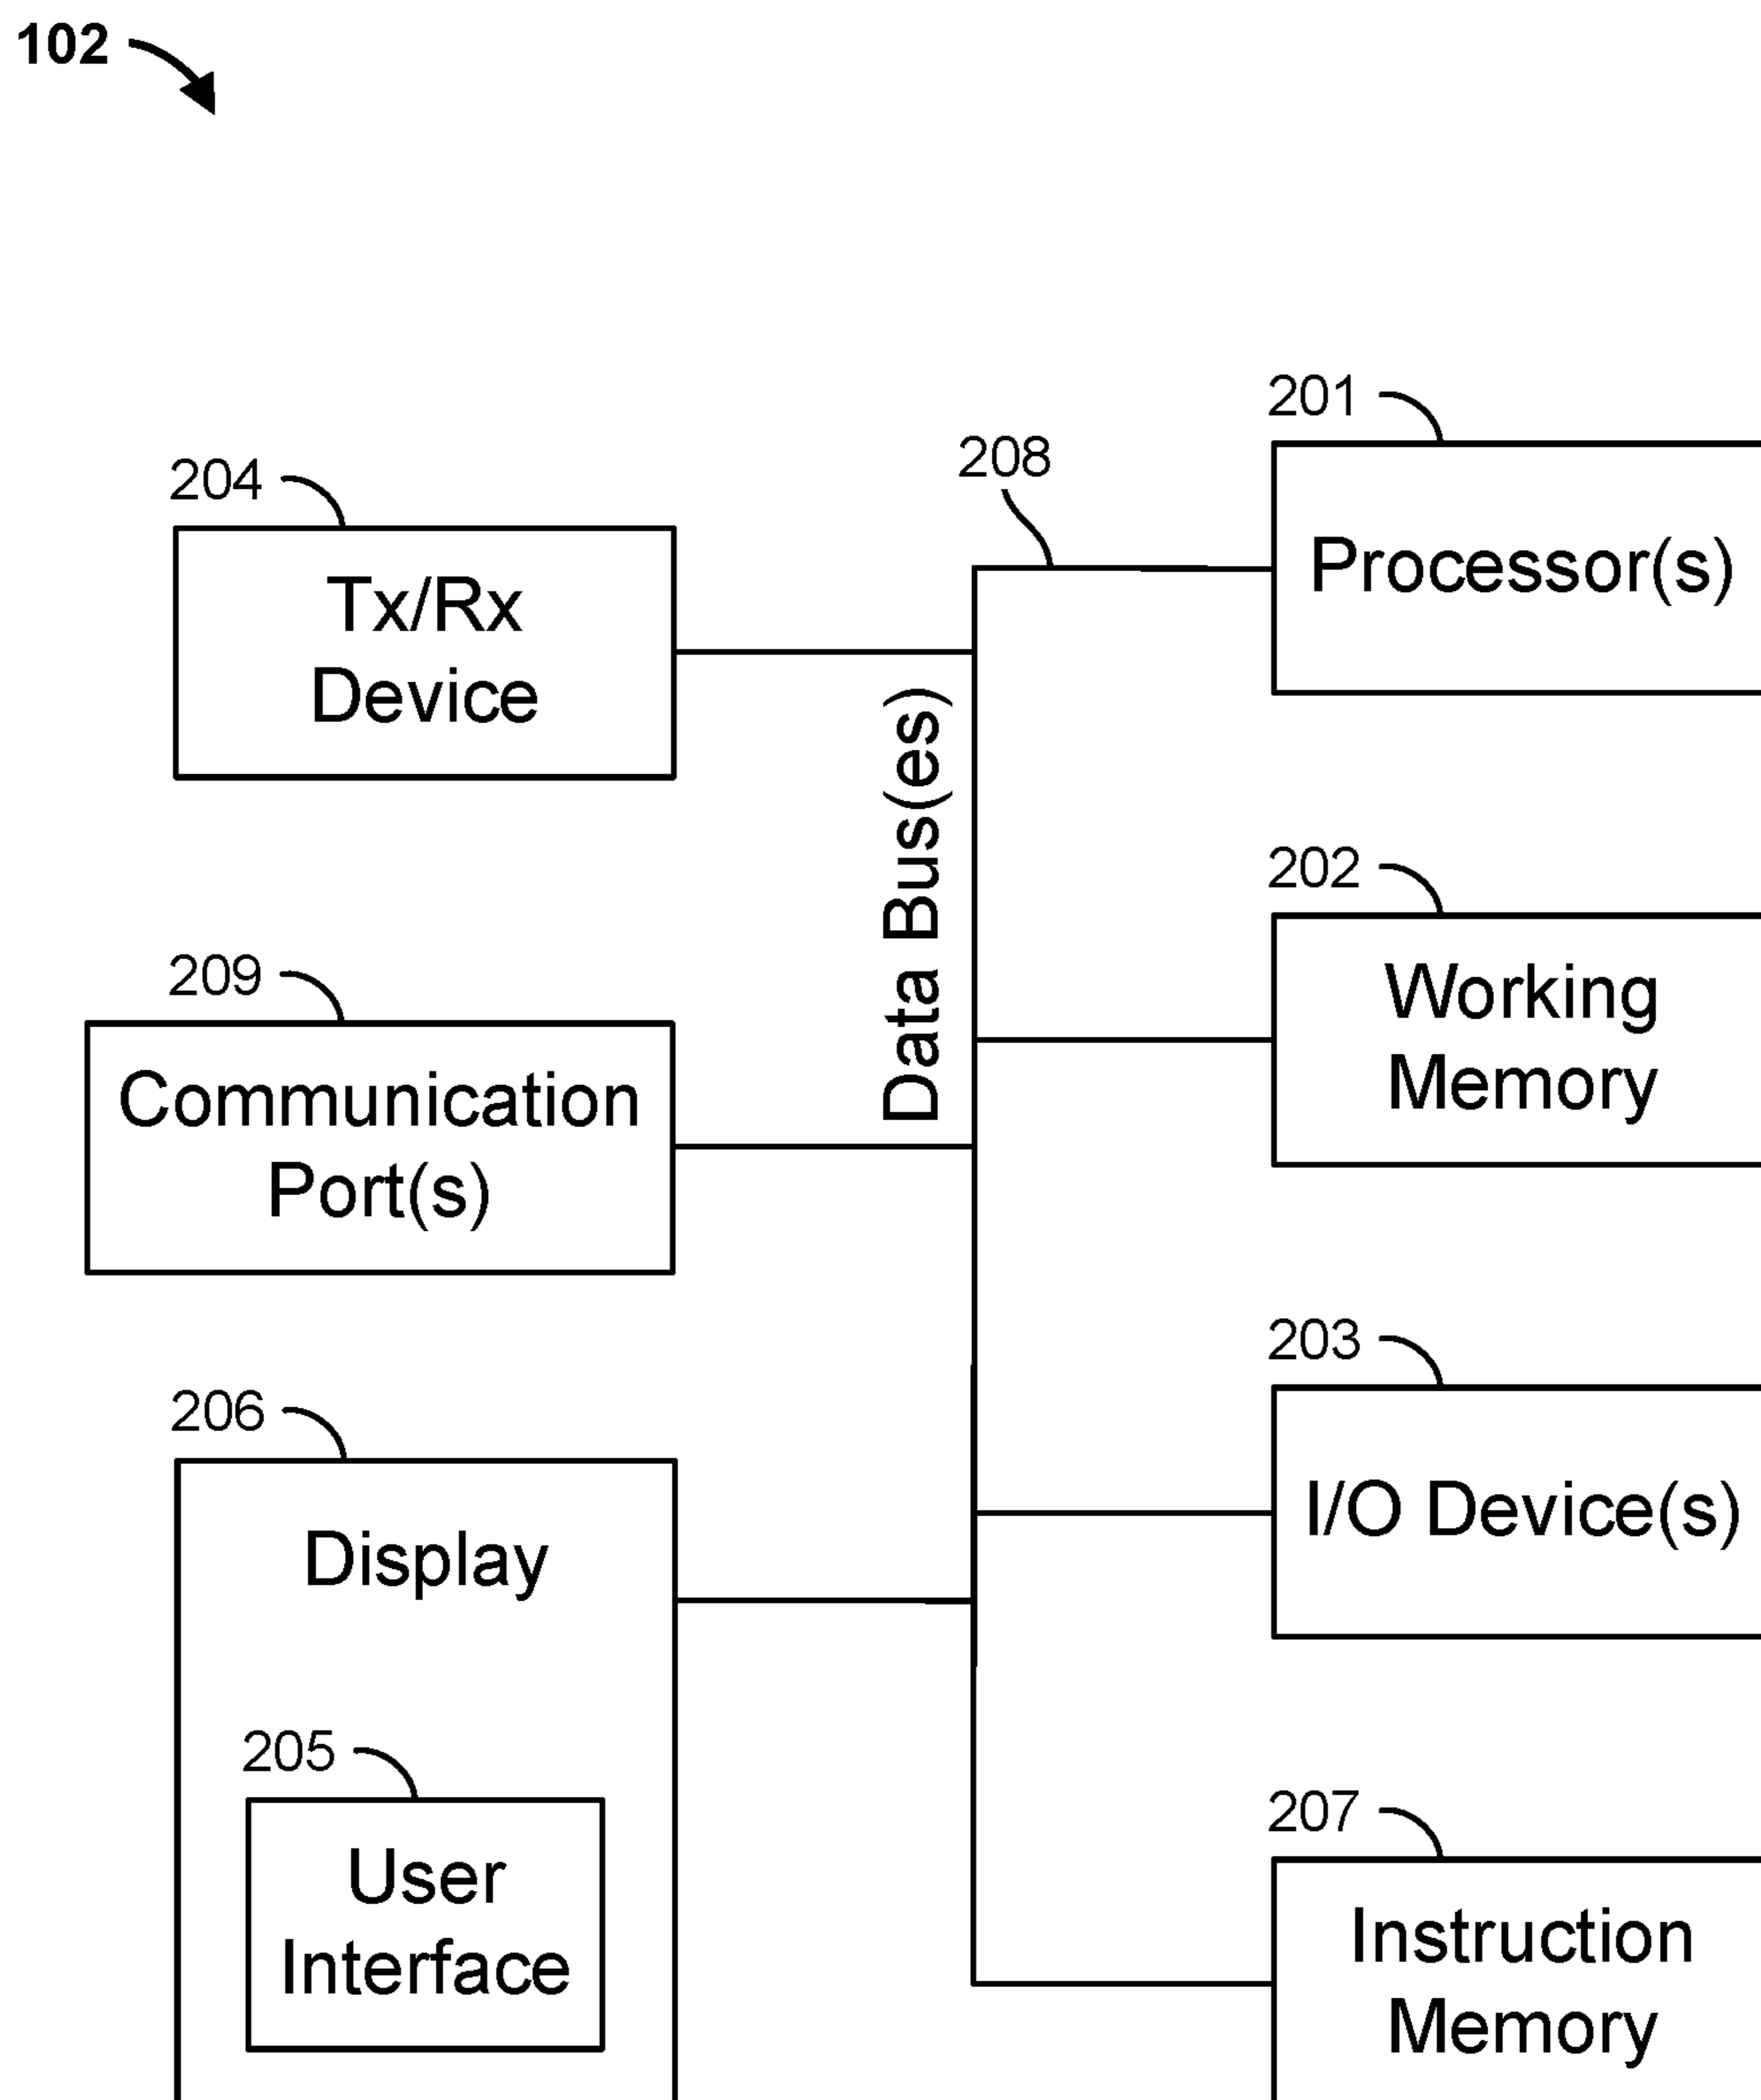 102
201
Processor(s)
208
204
Tx/Rx
Device
Data Bus(es)
202
Working
Memory
209
Communication
Port(s)
203
I/O Device(s)
206
Display
205
User
Interface
207
Instruction
Memory